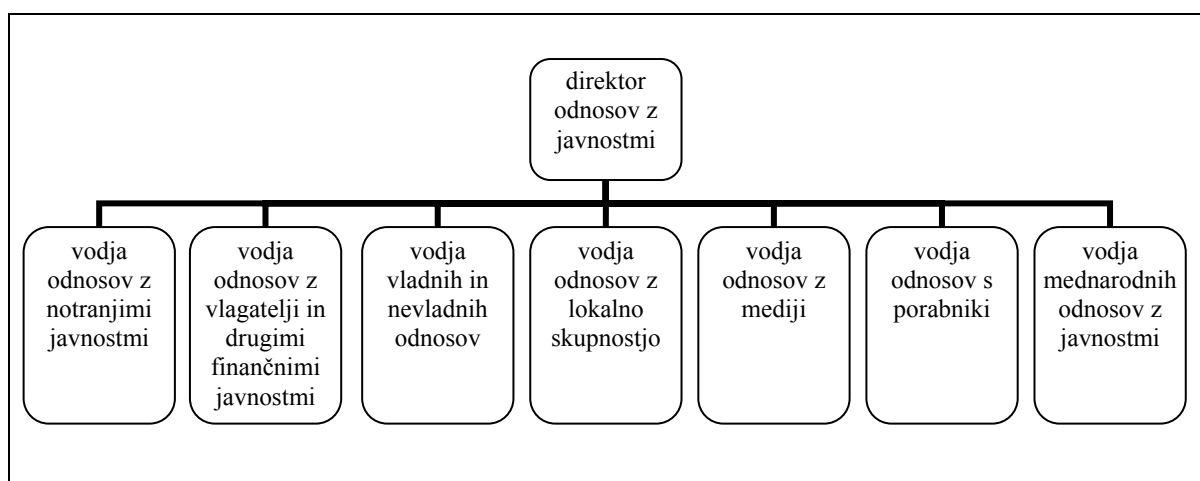 direktor
odnosov z
javnostmi
vodja
odnosov z
notranjimi
javnostmi
vodja
odnosov z
vlagatelji in
drugimi
finančnimi
javnostmi
vodja
vladnih in
nevladnih
odnosov
vodja
odnosov z
lokalno
skupnostjo
vodja
odnosov z
mediji
vodja
odnosov s
porabniki
vodja
mednarodnih
odnosov z
javnostmi